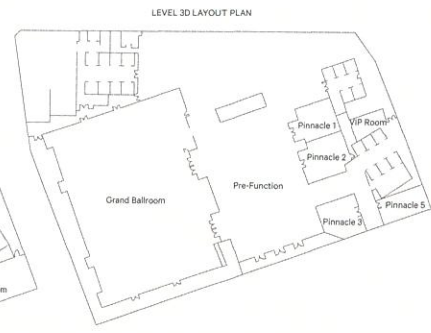 LEVEL 3D LAYOUT PLAN
Pinnacle 1
ViP Room
Pinnacle 2
Pre-Function
Grand Ballroom
Pinnacle 5
Pinnacle 3
m